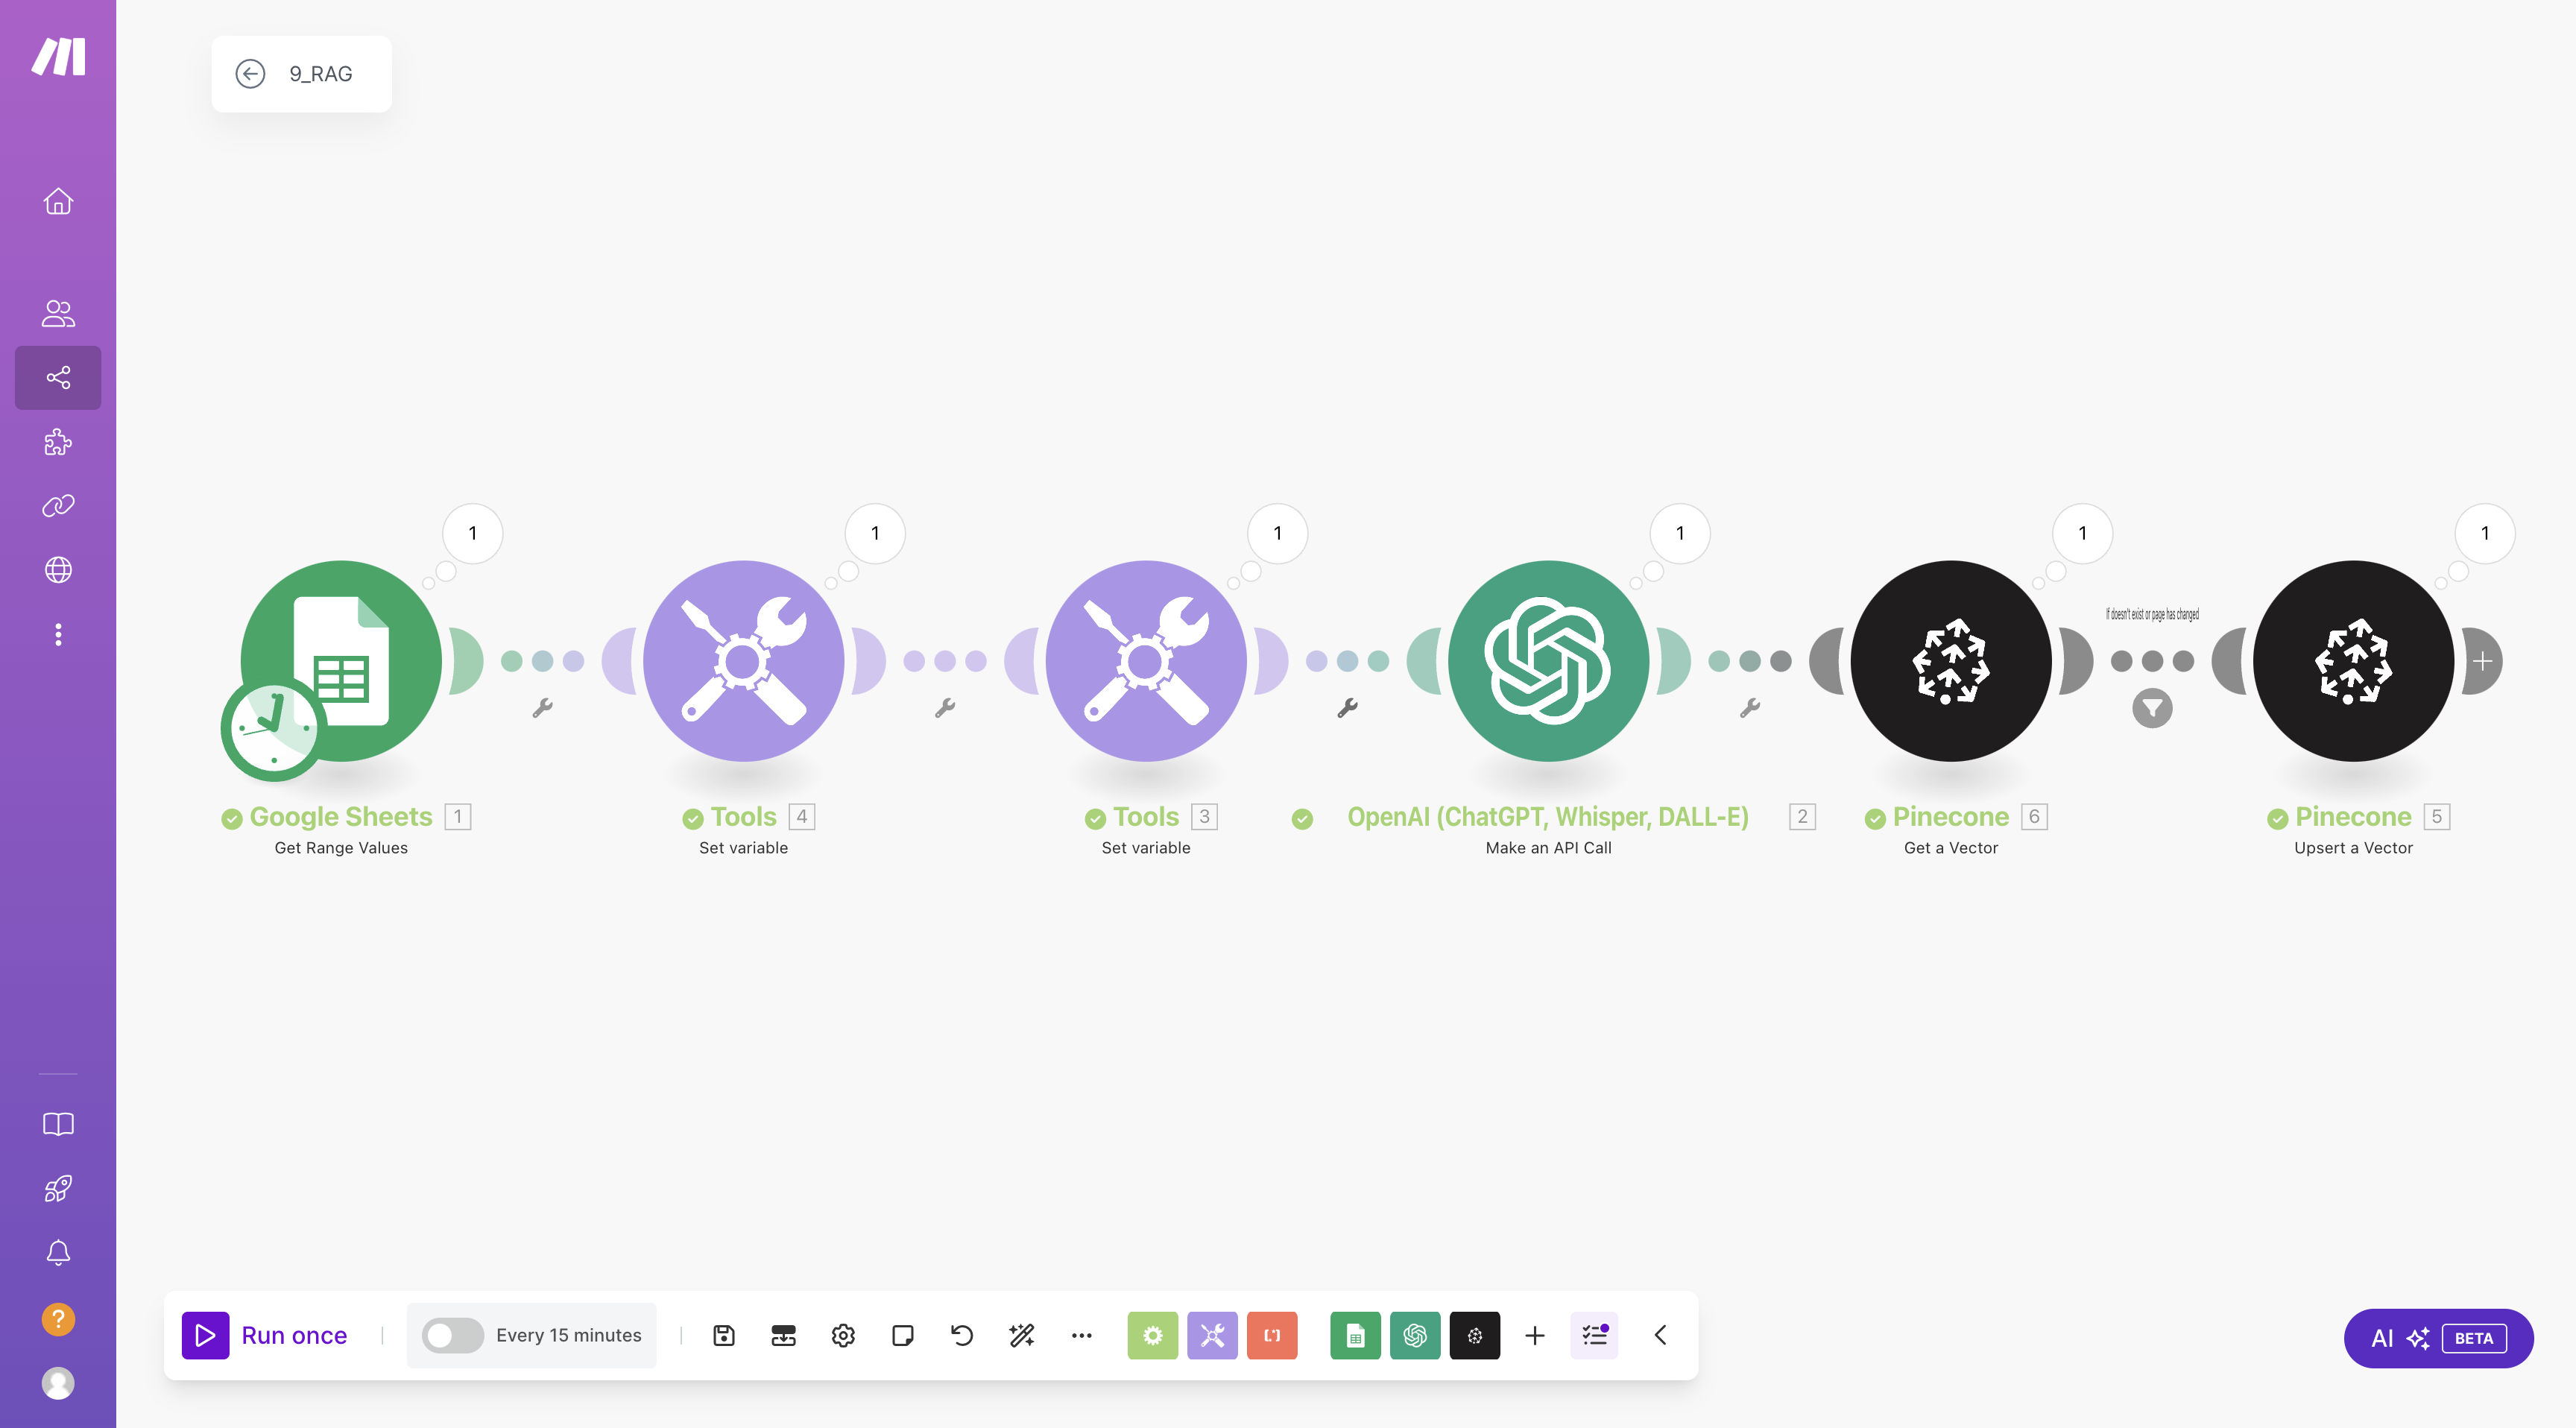 9_RAG
1
1
1
1
1
1
If doesn't exist or page has changed
Google Sheets 1
Get Range Values
Tools 4
Set variable
Tools 3
Set variable
OpenAI (ChatGPT, Whisper, DALL-E) 2
Make an API Call
Pinecone 6
Get a Vector
Pinecone 5
Upsert a Vector
?
Run once
Every 15 minutes
AI BETA